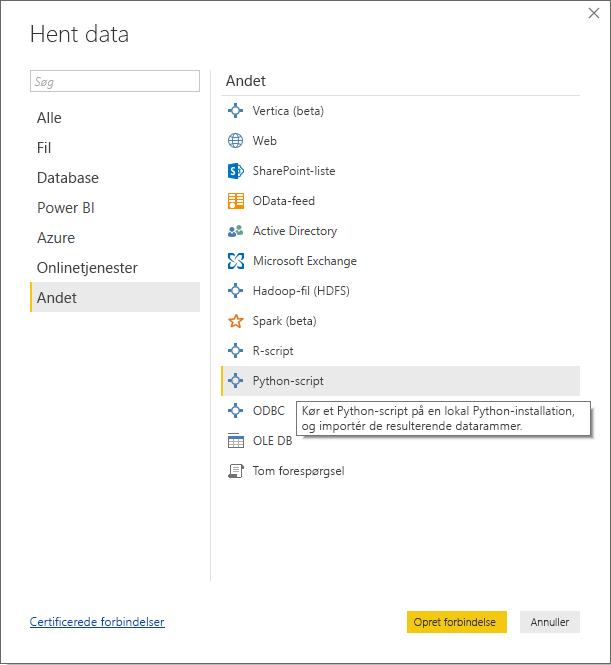 Hent data
Søg
Alle
Fil
Database
Power BI
Azure
Onlinetjenester
Andet
Andet
Vertica (beta)
Web
SharePoint-liste
OData-feed
Active Directory
Microsoft Exchange
Hadoop-fil (HDFS)
Spark (beta)
R-script
Python-script
ODBC
Kør et Python-script på en lokal Python-installation,
og importér de resulterende datarammer.
OLE DB
Tom forespørgsel
Certificerede forbindelser
Opret forbindelse
Annuller